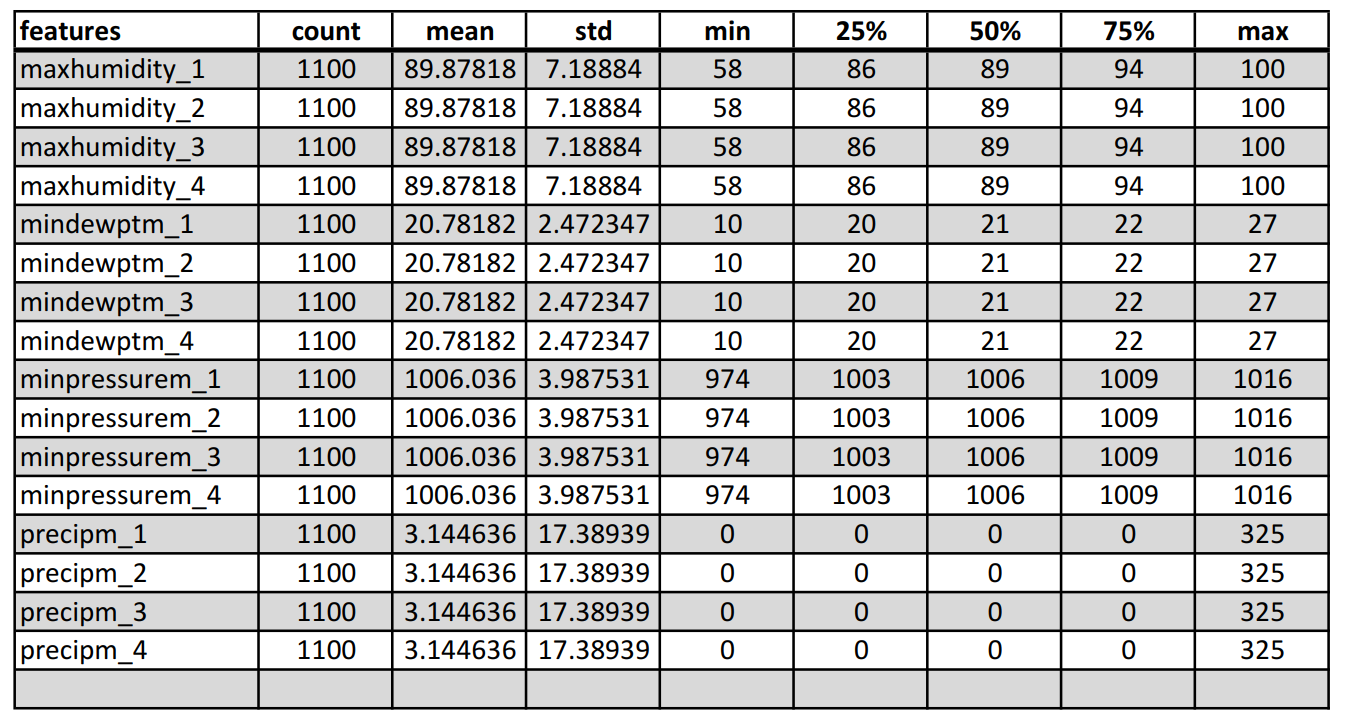 features count mean std min 25% 50% 75% max
maxhumidity_1 1100 89.87818 7.18884 58 86 89 94 100
maxhumidity_2 1100 89.87818 7.18884 58 86 89 94 100
maxhumidity_3 1100 89.87818 7.18884 58 86 89 94 100
maxhumidity_4 1100 89.87818 7.18884 58 86 89 94 100
mindewptm_1 1100 20.78182 2.472347 10 20 21 22 27
mindewptm_2 1100 20.78182 2.472347 10 20 21 22 27
mindewptm_3 1100 20.78182 2.472347 10 20 21 22 27
mindewptm_4 1100 20.78182 2.472347 10 20 21 22 27
minpressurem_1 1100 1006.036 3.987531 974 1003 1006 1009 1016
minpressurem_2 1100 1006.036 3.987531 974 1003 1006 1009 1016
minpressurem_3 1100 1006.036 3.987531 974 1003 1006 1009 1016
minpressurem_4 1100 1006.036 3.987531 974 1003 1006 1009 1016
precipm_1 1100 3.144636 17.38939 0 0 0 0 325
precipm_2 1100 3.144636 17.38939 0 0 0 0 325
precipm_3 1100 3.144636 17.38939 0 0 0 0 325
precipm_4 1100 3.144636 17.38939 0 0 0 0 325